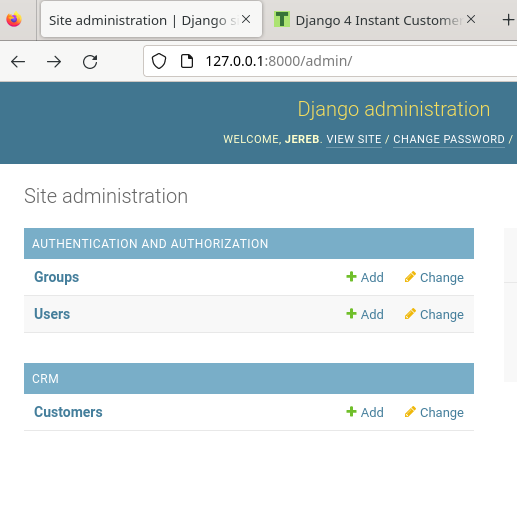 Site administration | Django s
Django 4 Instant Custome
127.0.0.1:8000/admin/
Django administration
WELCOME, JEREB. VIEW SITE / CHANGE PASSWORD /
Site administration
AUTHENTICATION AND AUTHORIZATION
Groups Add Change
Users Add Change
CRM
Customers Add Change